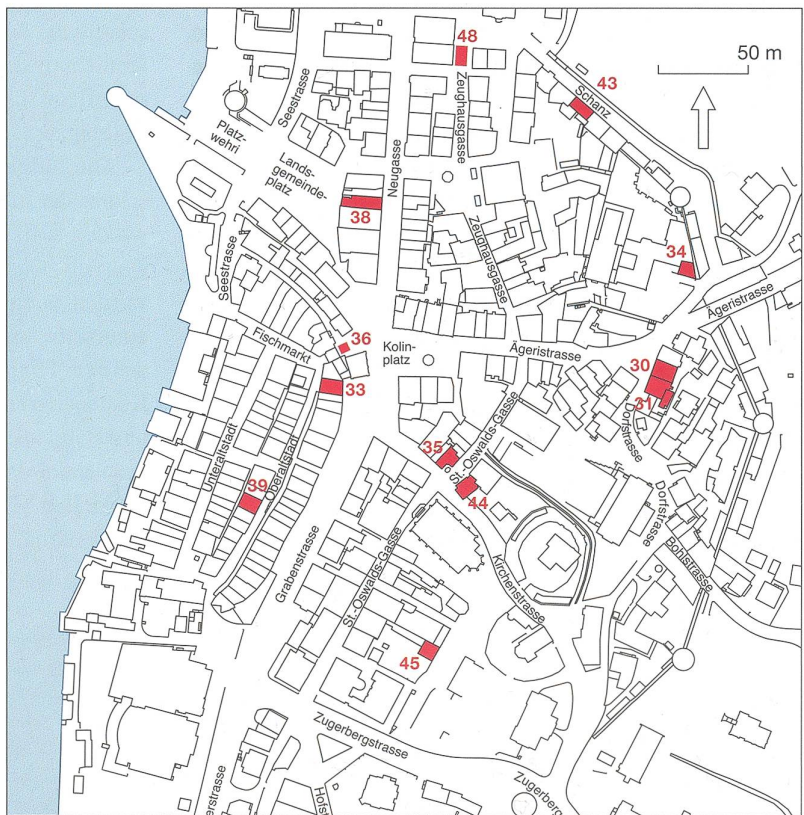 48
50 m
43
Schanz
Seestrasse
Zeughausgasse
Platz-
wehri
Lands-
gemeinde-
platz
Neugasse
38
Zeughausgasse
34
Seestrasse
Ägeristrasse
36
Fischmarkt
Kolin-
platz
Ägeristrasse
30
33
31
Dorfstrasse
Unteraltstadt
Oberaltstadt
35
St.-Oswalds-Gasse
39
44
Dorfstrasse
Grabenstrasse
St.-Oswalds-Gasse
Kirchenstrasse
Bohlstrasse
45
Zugerbergstrasse
Zugerberg
erstrasse
Hofst